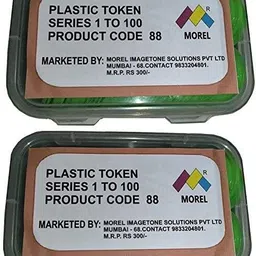 PLASTIC TOKEN
SERIES 1 TO 100
PRODUCT CODE 88
R
MOREL
MARKETED BY: MOREL IMAGETONE SOLUTIONS PVT LTD
MUMBAI - 68.CONTACT 9833204801.
M.R.P. RS 300/-
PLASTIC TOKEN
SERIES 1 TO 100
PRODUCT CODE 88
R
MOREL
MARKETED BY: MOREL IMAGETONE SOLUTIONS PVT LTD
MUMBAI - 68.CONTACT 9833204801.
M.R.P. RS 300/-